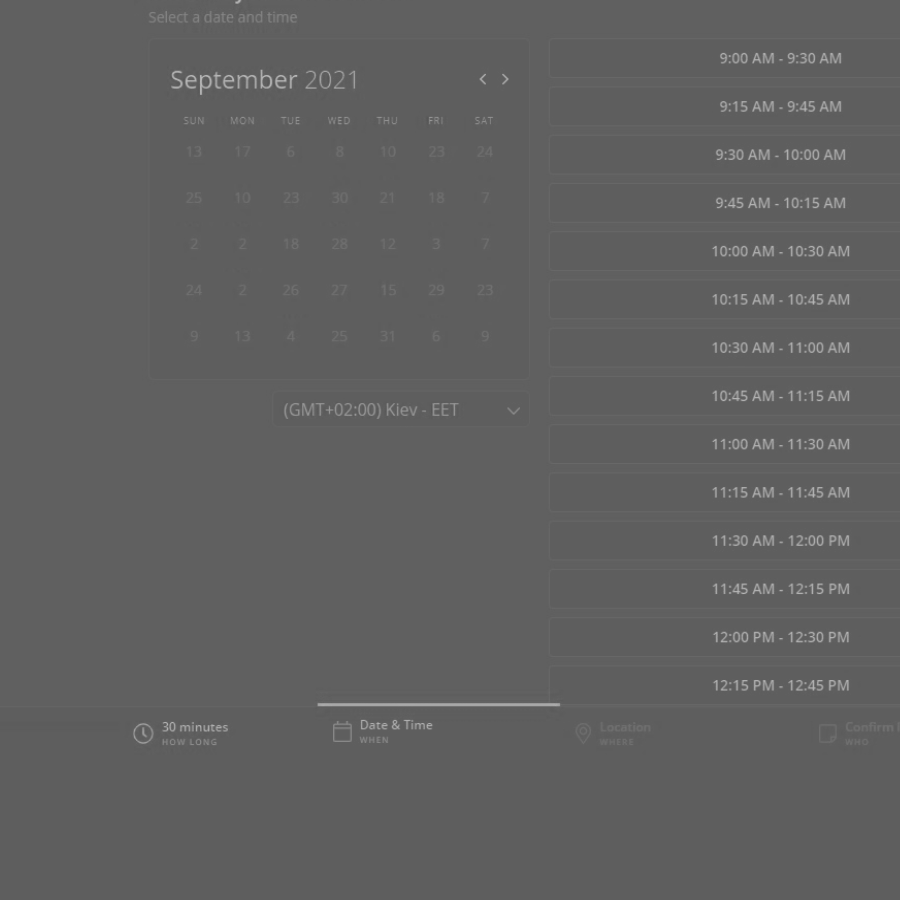 Select a date and time
September 2021
SUN MON TUE WED THU FRI SAT
13 17 6 8 10 23 24
25 10 23 30 21 18 7
2 2 18 28 12 3 7
24 2 26 27 15 29 23
9 13 4 25 31 6 9
(GMT+02:00) Kiev - EET
9:00 AM - 9:30 AM
9:15 AM - 9:45 AM
9:30 AM - 10:00 AM
9:45 AM - 10:15 AM
10:00 AM - 10:30 AM
10:15 AM - 10:45 AM
10:30 AM - 11:00 AM
10:45 AM - 11:15 AM
11:00 AM - 11:30 AM
11:15 AM - 11:45 AM
11:30 AM - 12:00 PM
11:45 AM - 12:15 PM
12:00 PM - 12:30 PM
12:15 PM - 12:45 PM
30 minutes
HOW LONG
Date & Time
WHEN
Location
WHERE
Confirm
WHO